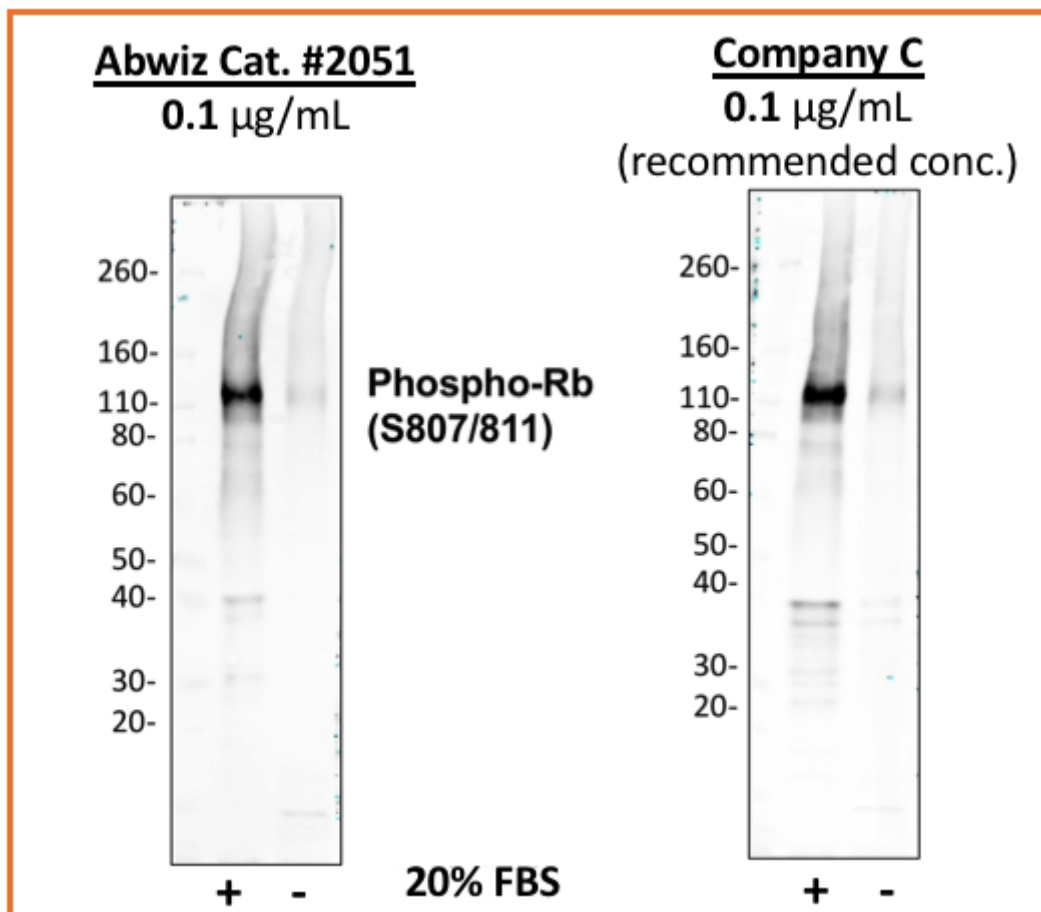 Abwiz Cat. #2051
0.1 µg/mL
260-
160-
110-
80-
60-
50-
40-
30-
20-
+ -
Phospho-Rb
(S807/811)
20% FBS
Company C
0.1 µg/mL
(recommended conc.)
260-
160-
110-
80-
60-
50-
40-
30-
20-
+ -